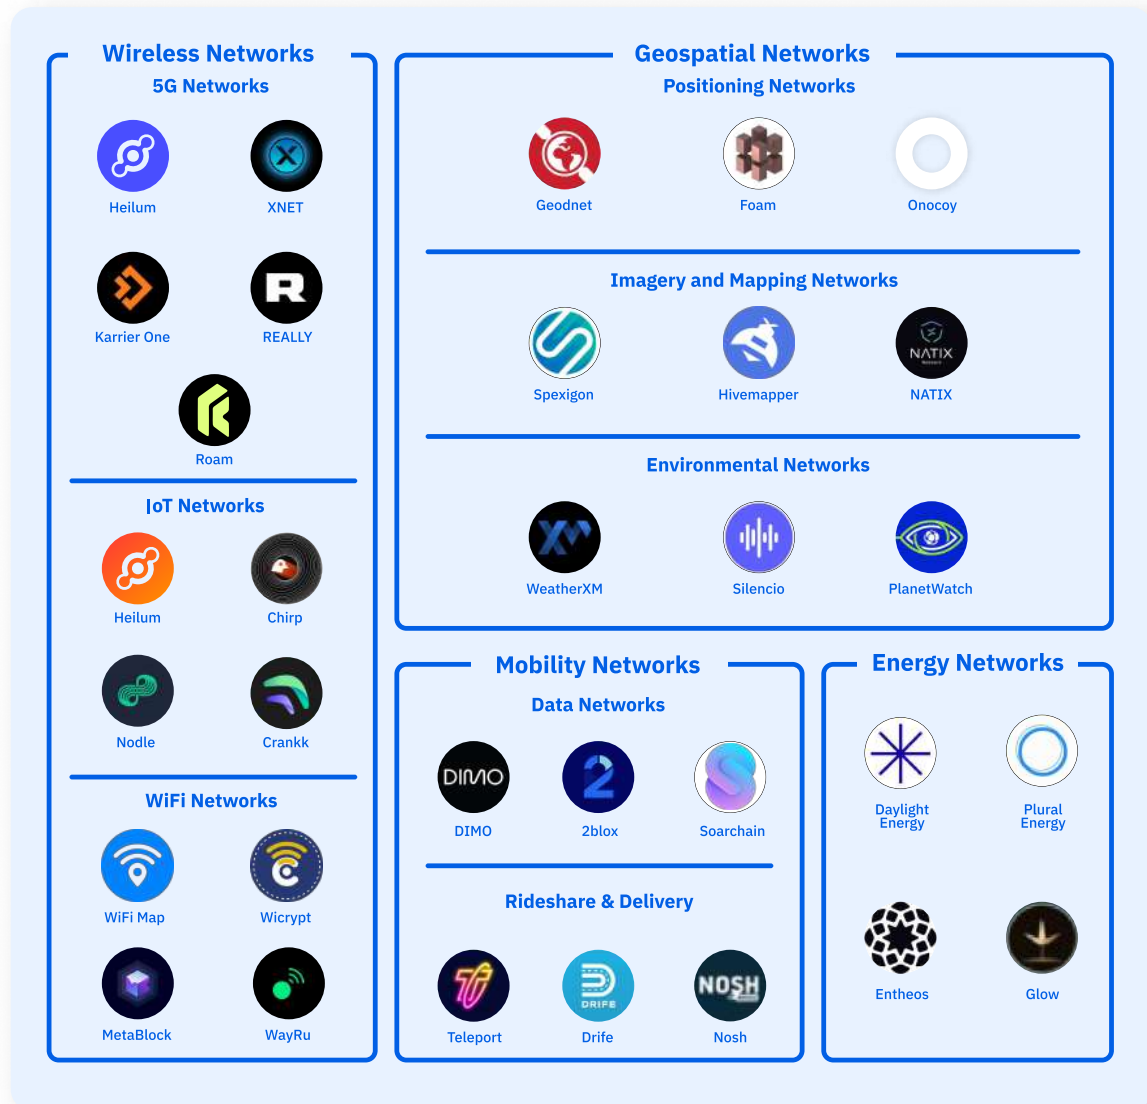 Wireless Networks
5G Networks
Heilum
XNET
Karrier One
REALLY
Roam
IoT Networks
Heilum
Chirp
Nodle
Crankk
WiFi Networks
WiFi Map
Wicrypt
MetaBlock
WayRu
Geospatial Networks
Positioning Networks
Geodnet
Foam
Onocoy
Imagery and Mapping Networks
NATIX
Spexigon
Hivemapper
NATIX
Environmental Networks
WeatherXM
Silencio
PlanetWatch
Mobility Networks
Data Networks
DIMO
DIMO
2blox
Soarchain
Rideshare & Delivery
DRIFE
NOSH
Teleport
Drife
Nosh
Energy Networks
Daylight
Energy
Plural
Energy
Entheos
Glow